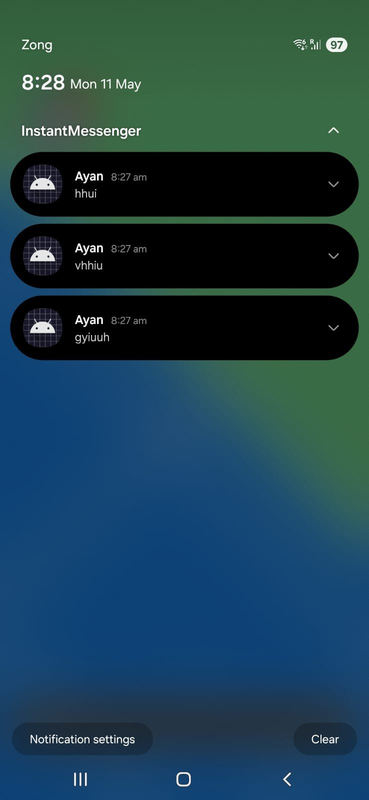 Zong
97
8:28 Mon 11 May
InstantMessenger
Ayan 8:27 am
hhui
Ayan 8:27 am
vhhiu
Ayan 8:27 am
gyiuuh
Notification settings
Clear